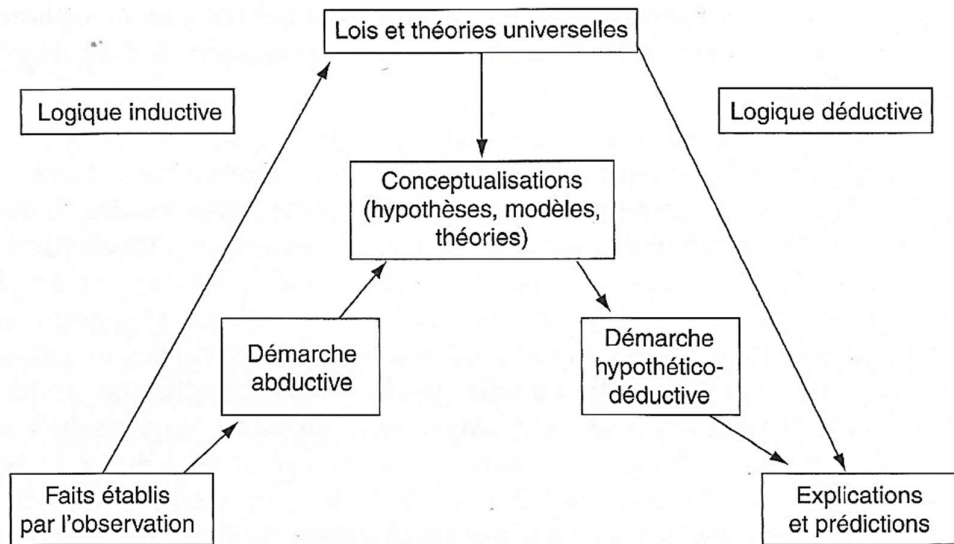 Lois et théories universelles
Logique inductive
Logique déductive
Conceptualisations
(hypothèses, modèles,
théories)
Démarche
abductive
Démarche
hypothético-
déductive
Faits établis
par l'observation
Explications
et prédictions